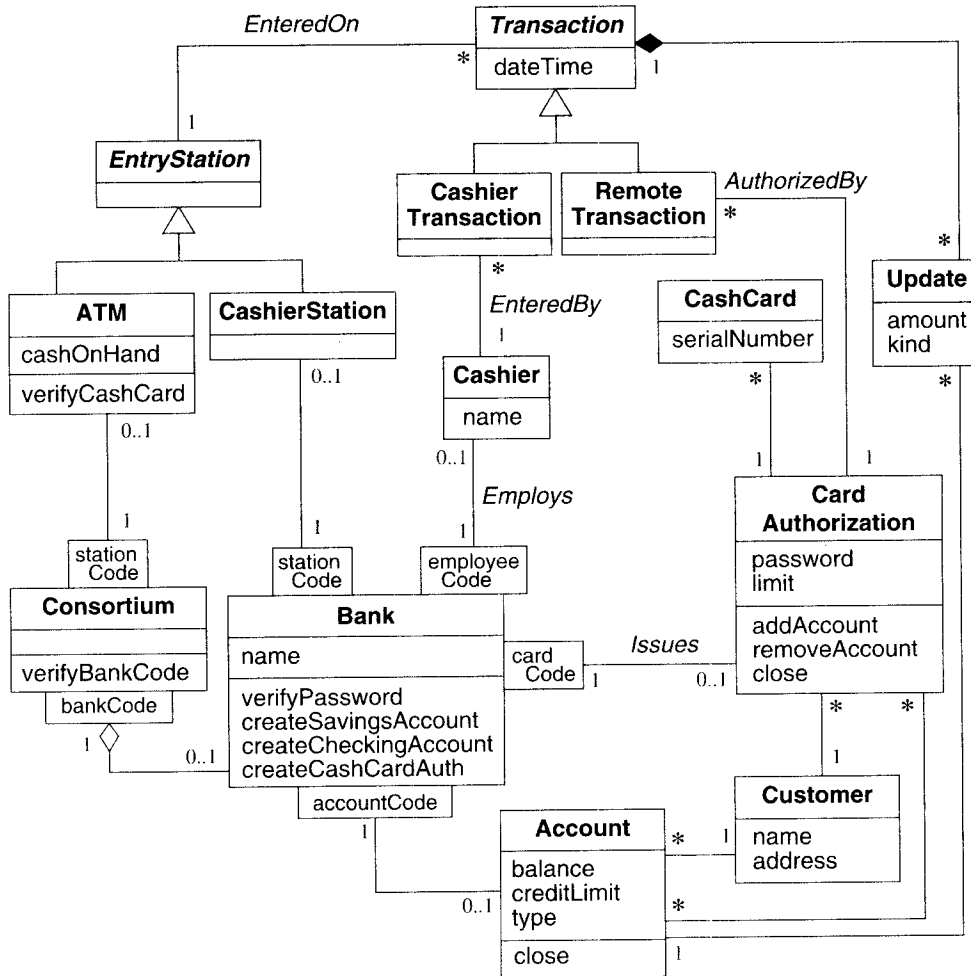 EnteredOn
Transaction
*
1
dateTime
1
EntryStation
Cashier
Transaction
Remote
Transaction
AuthorizedBy
*
*
*
ATM
cashOnHand
verifyCashCard
CashierStation
EnteredBy
CashCard
serialNumber
Update
amount
kind
0..1
1
*
*
Cashier
name
0..1
0..1
1
1
Employs
Card
Authorization
password
limit
addAccount
removeAccount
close
1
1
1
station
Code
station
Code
employee
Code
Consortium
verifyBankCode
bankCode
Bank
name
verifyPassword
createSavingsAccount
createCheckingAccount
createCashCardAuth
accountCode
card
Code
Issues
1
0..1
*
*
1
0..1
1
1
Customer
name
address
Account
balance
creditLimit
type
close
*
1
*
0..1
1